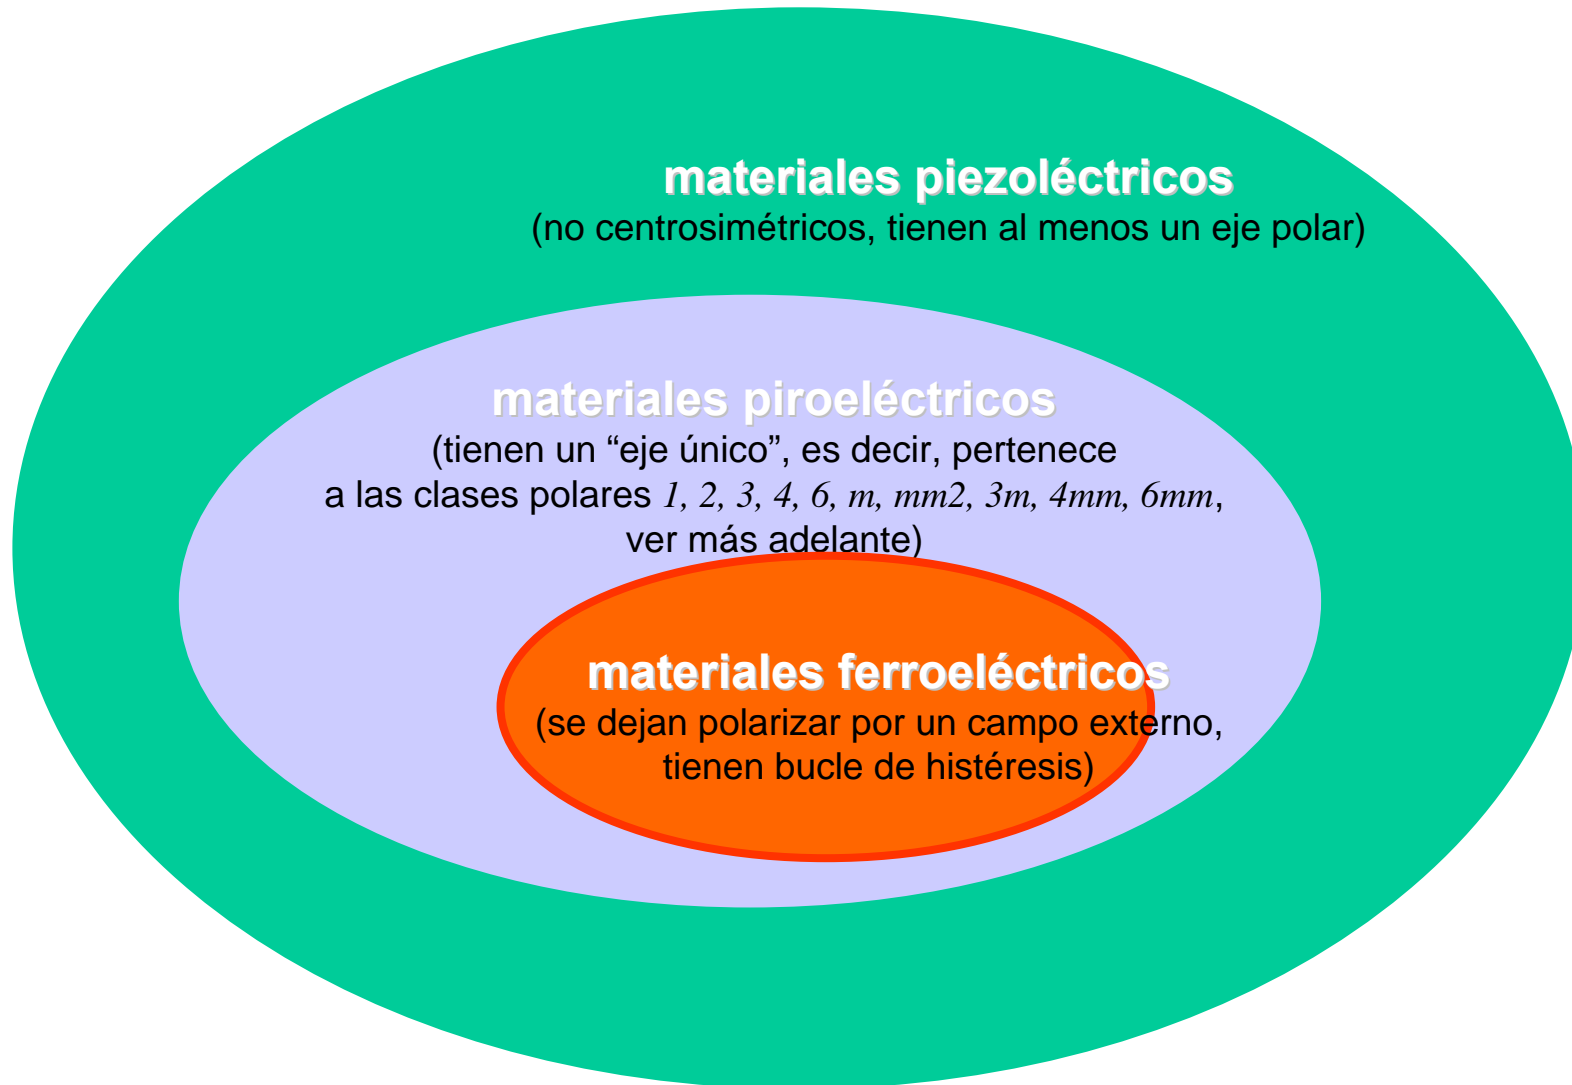 materiales piezoléctricos
(no centrosimétricos, tienen al menos un eje polar)
materiales piroeléctricos
(tienen un “eje único”, es decir, pertenece
a las clases polares 1, 2, 3, 4, 6, m, mm2, 3m, 4mm, 6mm,
ver más adelante)
materiales ferroeléctricos
(se dejan polarizar por un campo externo,
tienen bucle de histéresis)